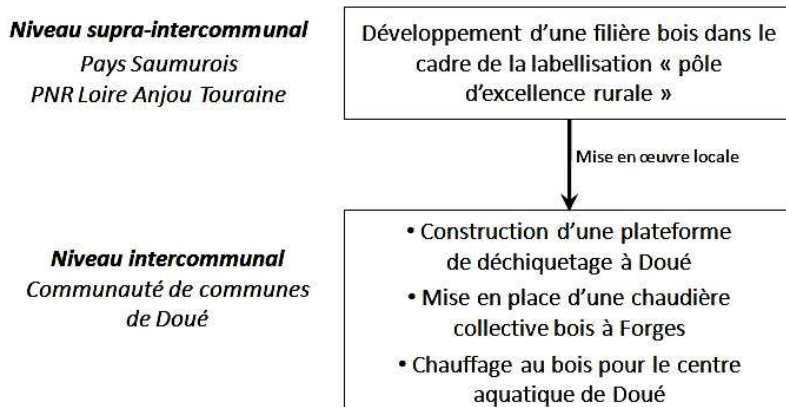 Niveau supra-intercommunal
Pays Saumurois
PNR Loire Anjou Touraine
Développement d'une filière bois dans le
cadre de la labellisation « pôle
d'excellence rurale »
Mise en œuvre locale
Niveau intercommunal
Communauté de communes
de Doué
• Construction d'une plateforme
de déchiquetage à Doué
• Mise en place d'une chaudière
collective bois à Forges
• Chauffage au bois pour le centre
aquatique de Doué